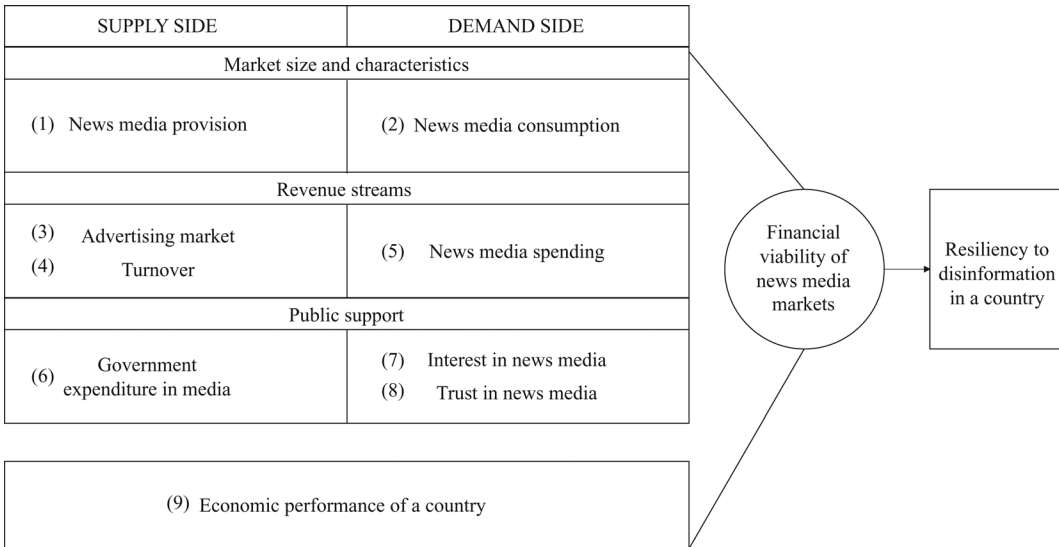 SUPPLY SIDE
DEMAND SIDE
Market size and characteristics
(1) News media provision
(2) News media consumption
Revenue streams
(3) Advertising market
(4) Turnover
(5) News media spending
Public support
(6) Government
expenditure in media
(7) Interest in news media
(8) Trust in news media
(9) Economic performance of a country
Financial
viability of
news media
markets
Resiliency to
disinformation
in a country